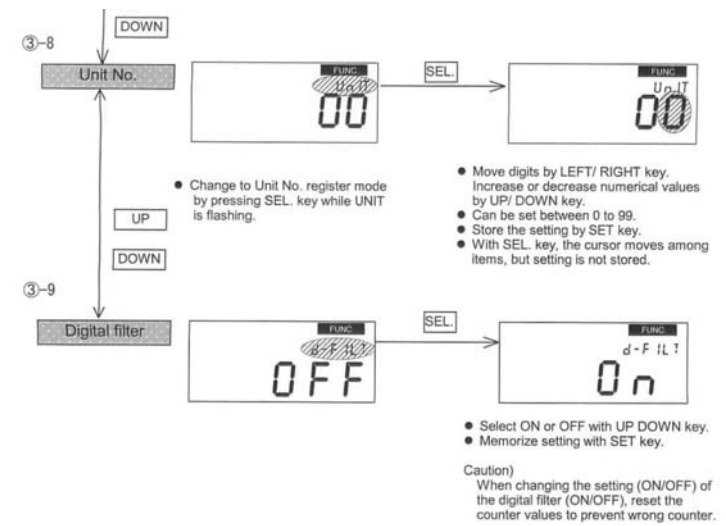 DOWN
③-8
Unit No.
FUNC.
UnIT
00
SEL.
FUNC.
UnIT
00
● Change to Unit No. register mode
by pressing SEL. key while UNIT
is flashing.
● Move digits by LEFT/ RIGHT key.
Increase or decrease numerical values
by UP/ DOWN key.
● Can be set between 0 to 99.
● Store the setting by SET key.
● With SEL. key, the cursor moves among
items, but setting is not stored.
UP
DOWN
③-9
Digital filter
FUNC.
d-FILT
OFF
SEL.
FUNC.
d-FILT
On
● Select ON or OFF with UP DOWN key.
● Memorize setting with SET key.
Caution)
When changing the setting (ON/OFF) of
the digital filter (ON/OFF), reset the
counter values to prevent wrong counter.